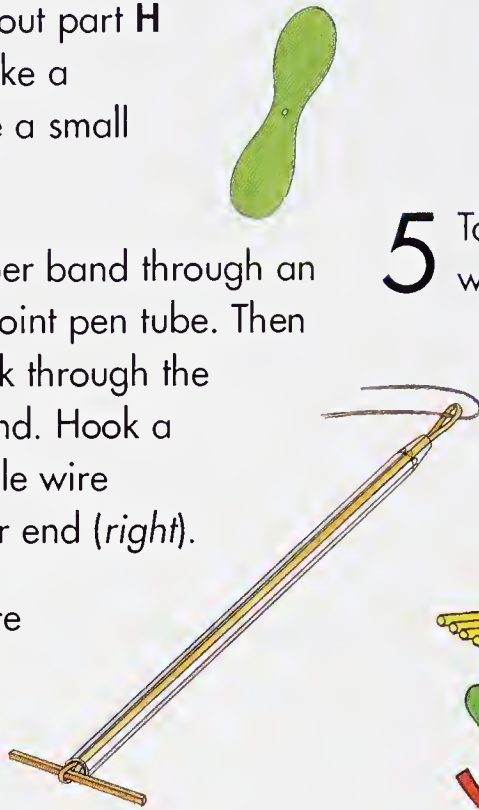 out part H
ke a
e a small
er band through an
oint pen tube. Then
k through the
nd. Hook a
le wire
r end (right).
re
5 To
w